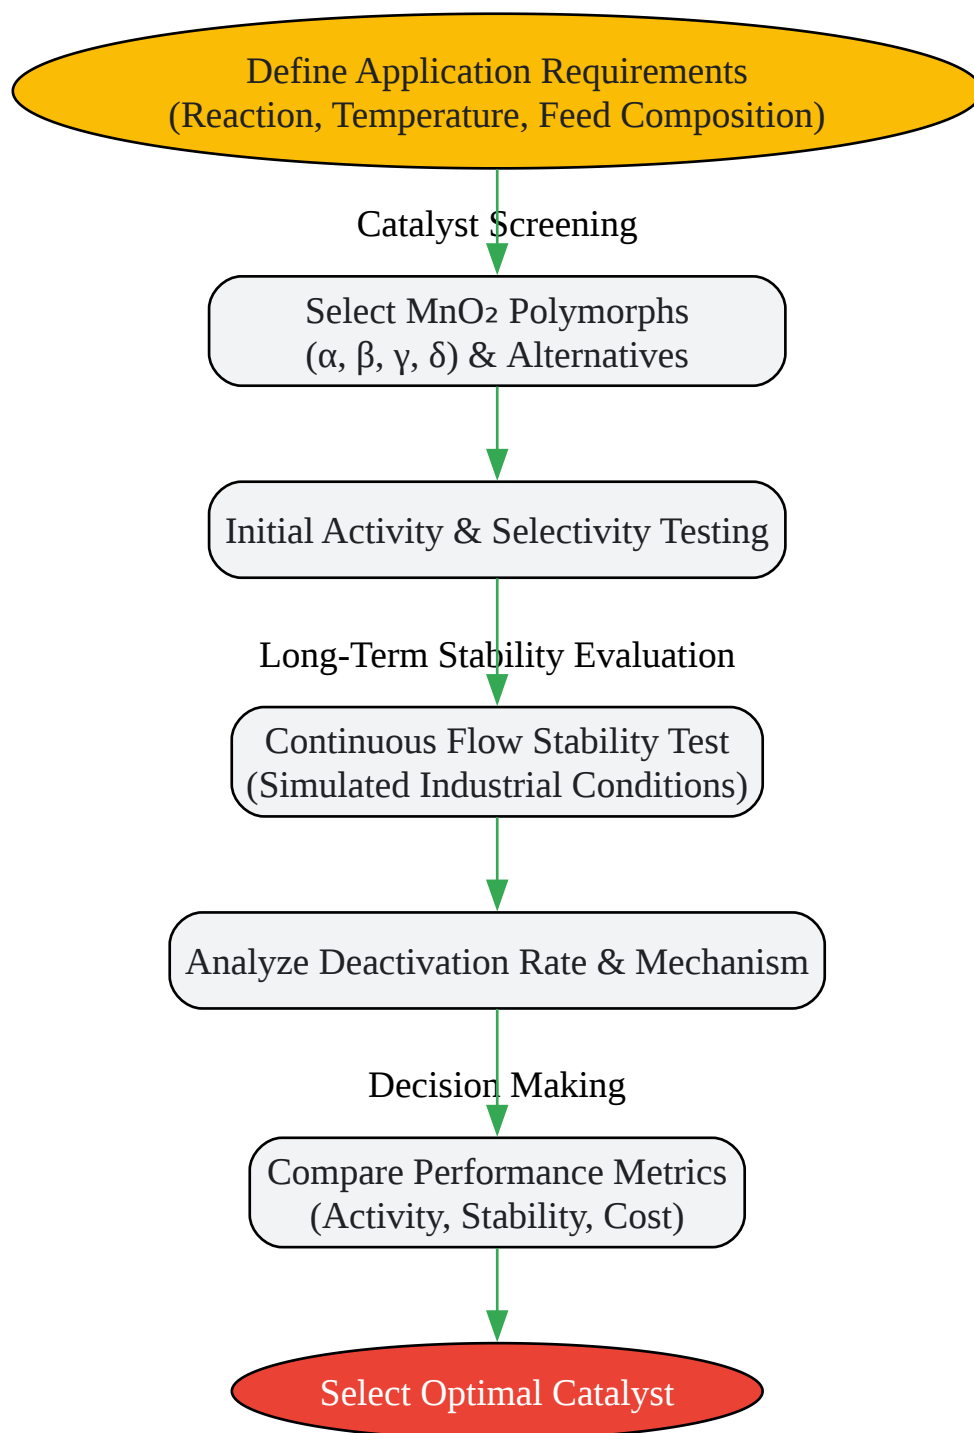 Define Application Requirements
(Reaction, Temperature, Feed Composition)
Catalyst Screening
Select MnO₂ Polymorphs
(α, β, γ, δ) & Alternatives
Initial Activity & Selectivity Testing
Long-Term Stability Evaluation
Continuous Flow Stability Test
(Simulated Industrial Conditions)
Analyze Deactivation Rate & Mechanism
Decision Making
Compare Performance Metrics
(Activity, Stability, Cost)
Select Optimal Catalyst